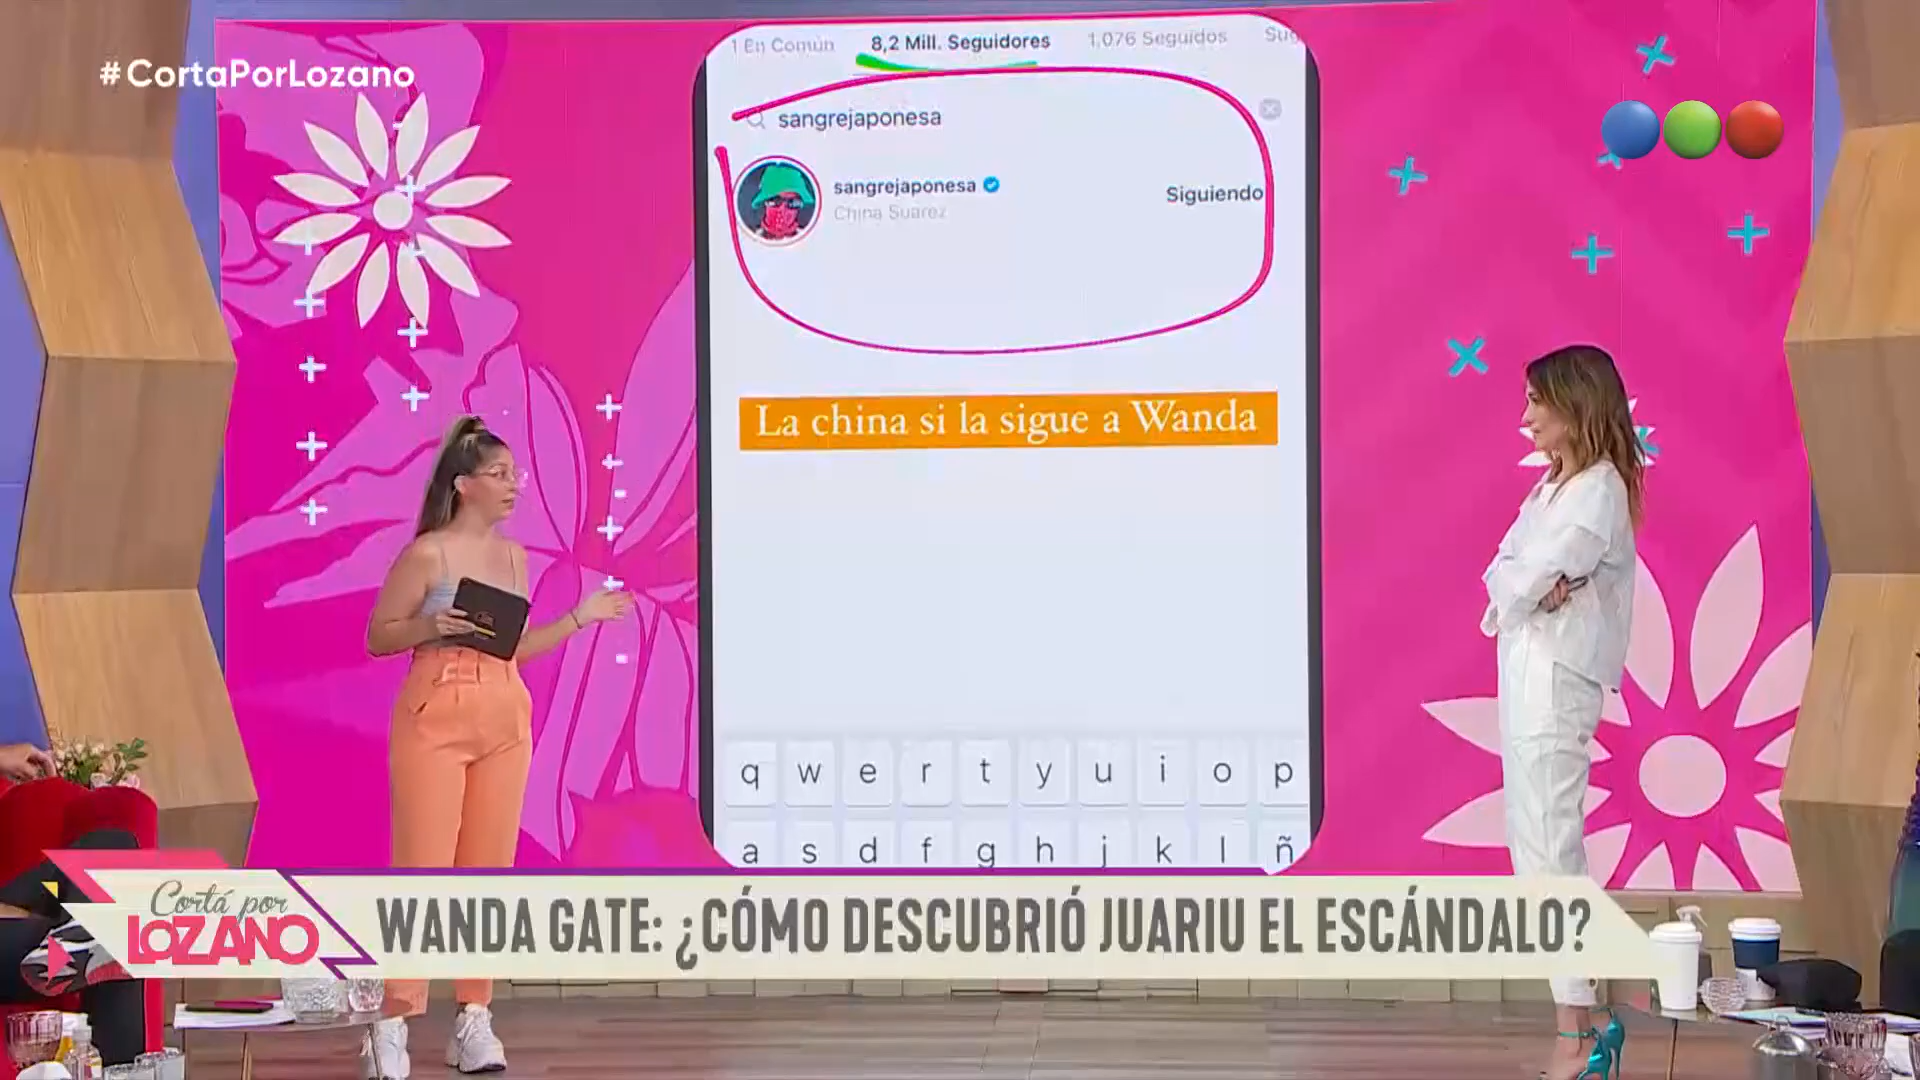 #CortaPorLozano
1 En Común 8,2 Mill. Seguidores 1.076 Seguidos Sug
sangrejaponesa
sangrejaponesa
China Suarez
Siguiendo
La china si la sigue a Wanda
q w e r t y u i o p
a s d f g h j k l ñ
Cortá por
LOZANO
WANDA GATE: ¿CÓMO DESCUBRIÓ JUARIU EL ESCÁNDALO?